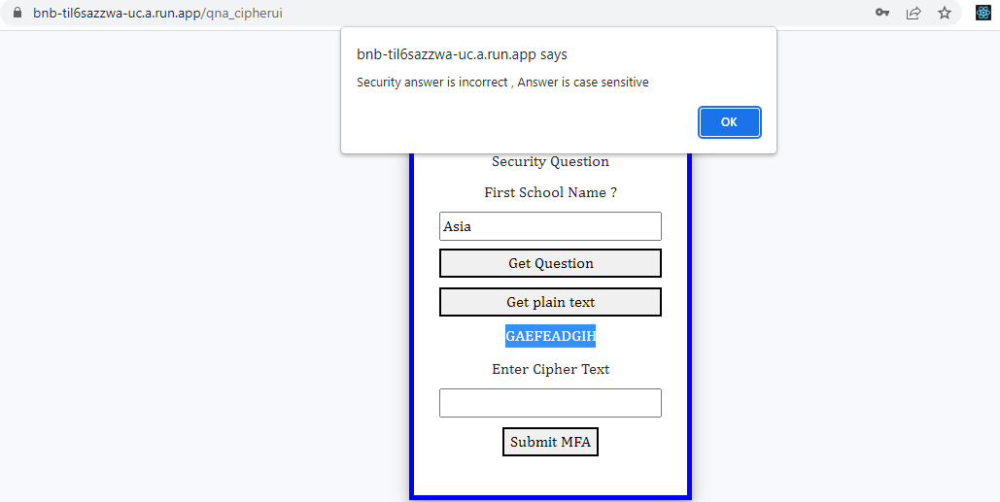 bnb-til6sazzwa-uc.a.run.app/qna_cipherui
bnb-til6sazzwa-uc.a.run.app says
Security answer is incorrect , Answer is case sensitive
OK
Security Question
First School Name ?
Asia
Get Question
Get plain text
GAEFEADGIH
Enter Cipher Text
Submit MFA